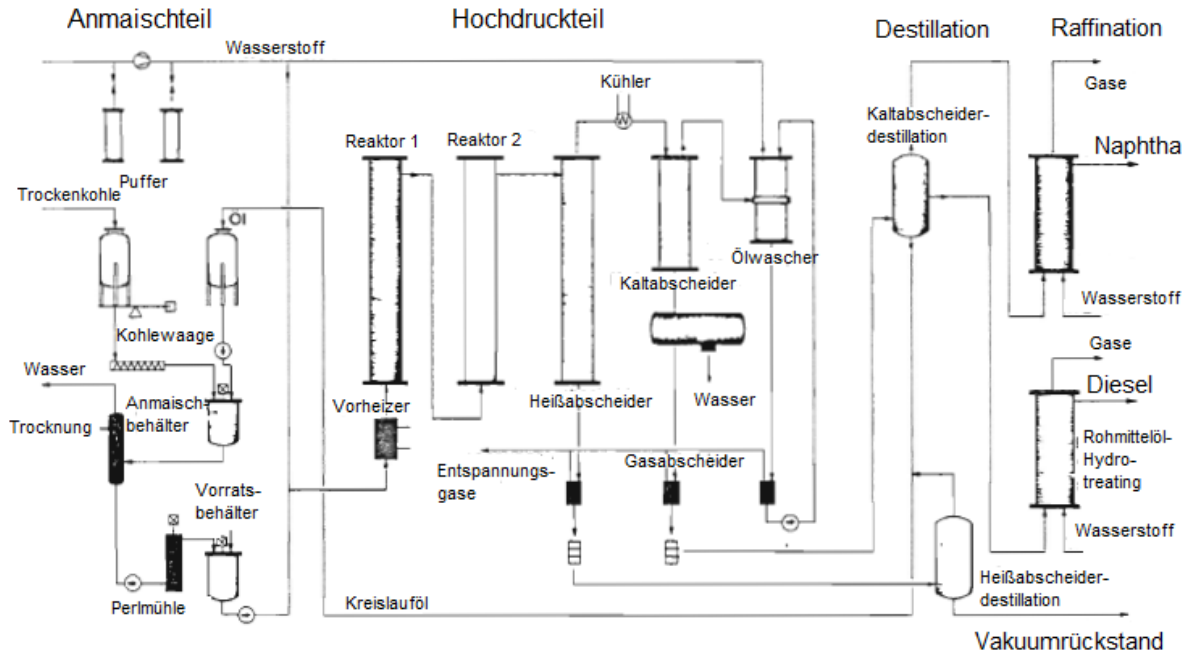 Anmaischteil
Hochdruckteil
Destillation
Raffination
Wasserstoff
Puffer
Trockenkohle
Öl
Kohlewaage
Wasser
Trocknung
Anmaisch-
behälter
Vorrats-
behälter
Perlmühle
Reaktor 1
Reaktor 2
Kühler
Vorheizer
Heißabscheider
Kaltabscheider
Ölwascher
Wasser
Entspannungs-
gase
Gasabscheider
Kreislauföl
Kaltabscheider-
destillation
Heißabscheider-
destillation
Vakuumrückstand
Gase
Naphtha
Wasserstoff
Gase
Diesel
Rohmittelöl-
Hydro-
treating
Wasserstoff